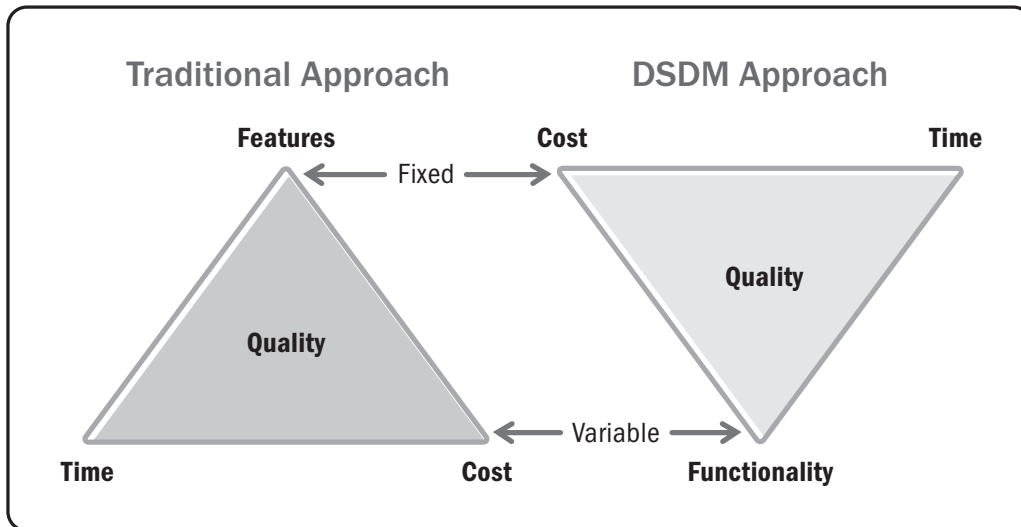 Traditional Approach
DSDM Approach
Features
Cost
Time
Fixed
Quality
Quality
Variable
Time
Cost
Functionality